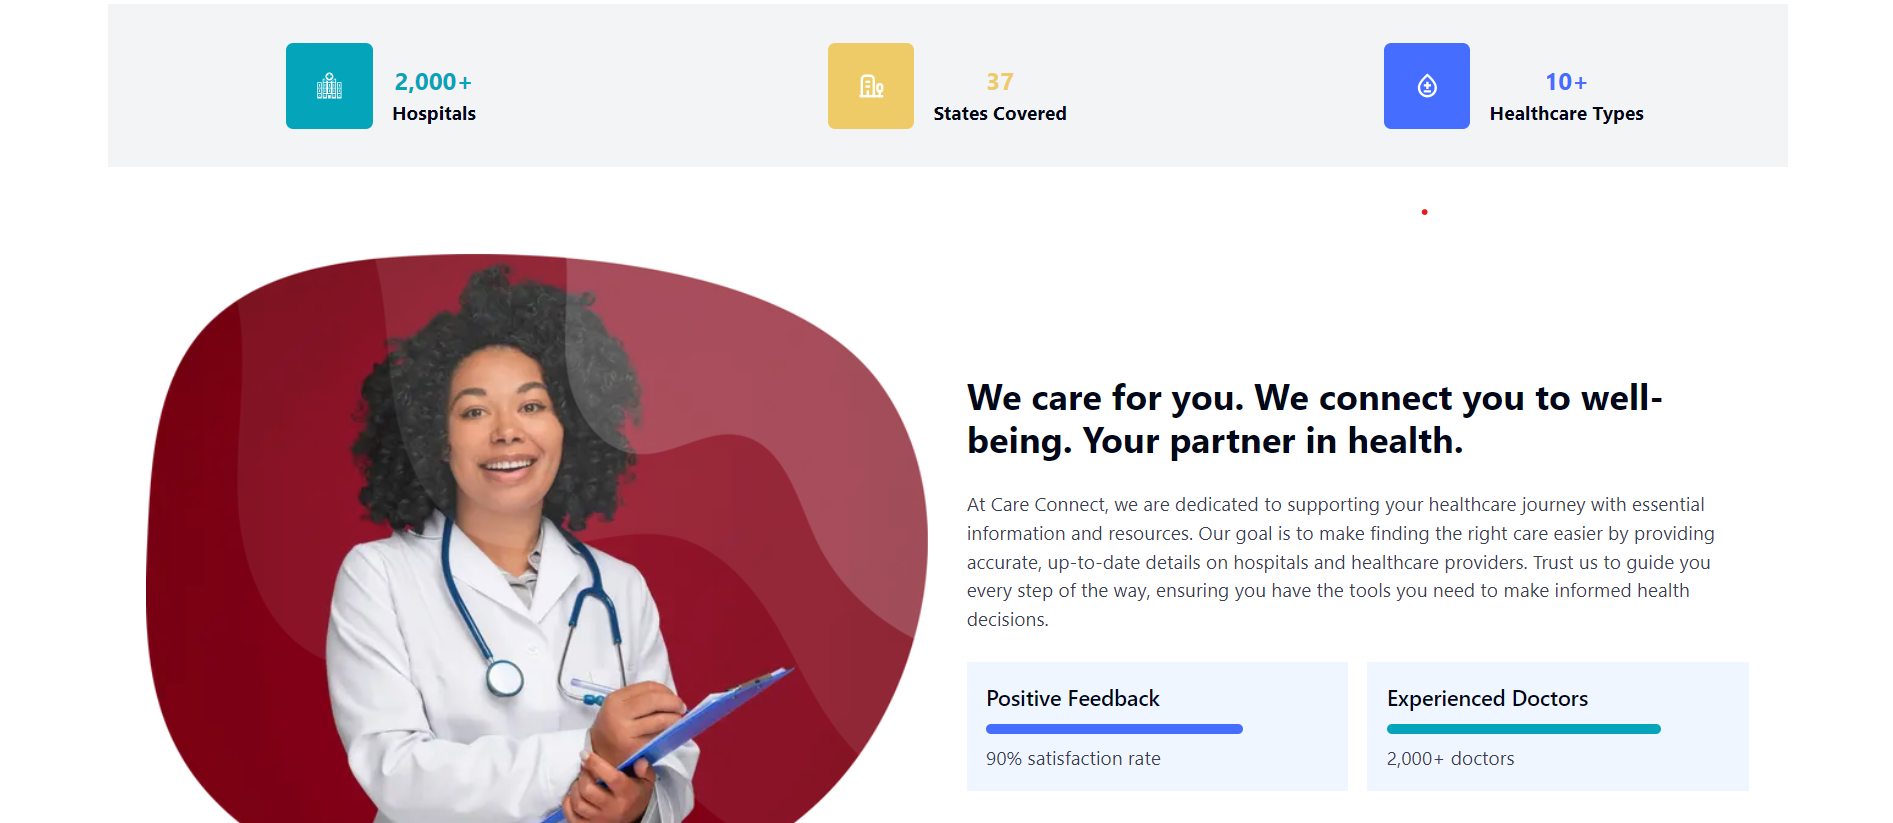 2,000+
Hospitals
37
States Covered
10+
Healthcare Types
We care for you. We connect you to well-
being. Your partner in health.
At Care Connect, we are dedicated to supporting your healthcare journey with essential
information and resources. Our goal is to make finding the right care easier by providing
accurate, up-to-date details on hospitals and healthcare providers. Trust us to guide you
every step of the way, ensuring you have the tools you need to make informed health
decisions.
Positive Feedback
90% satisfaction rate
Experienced Doctors
2,000+ doctors